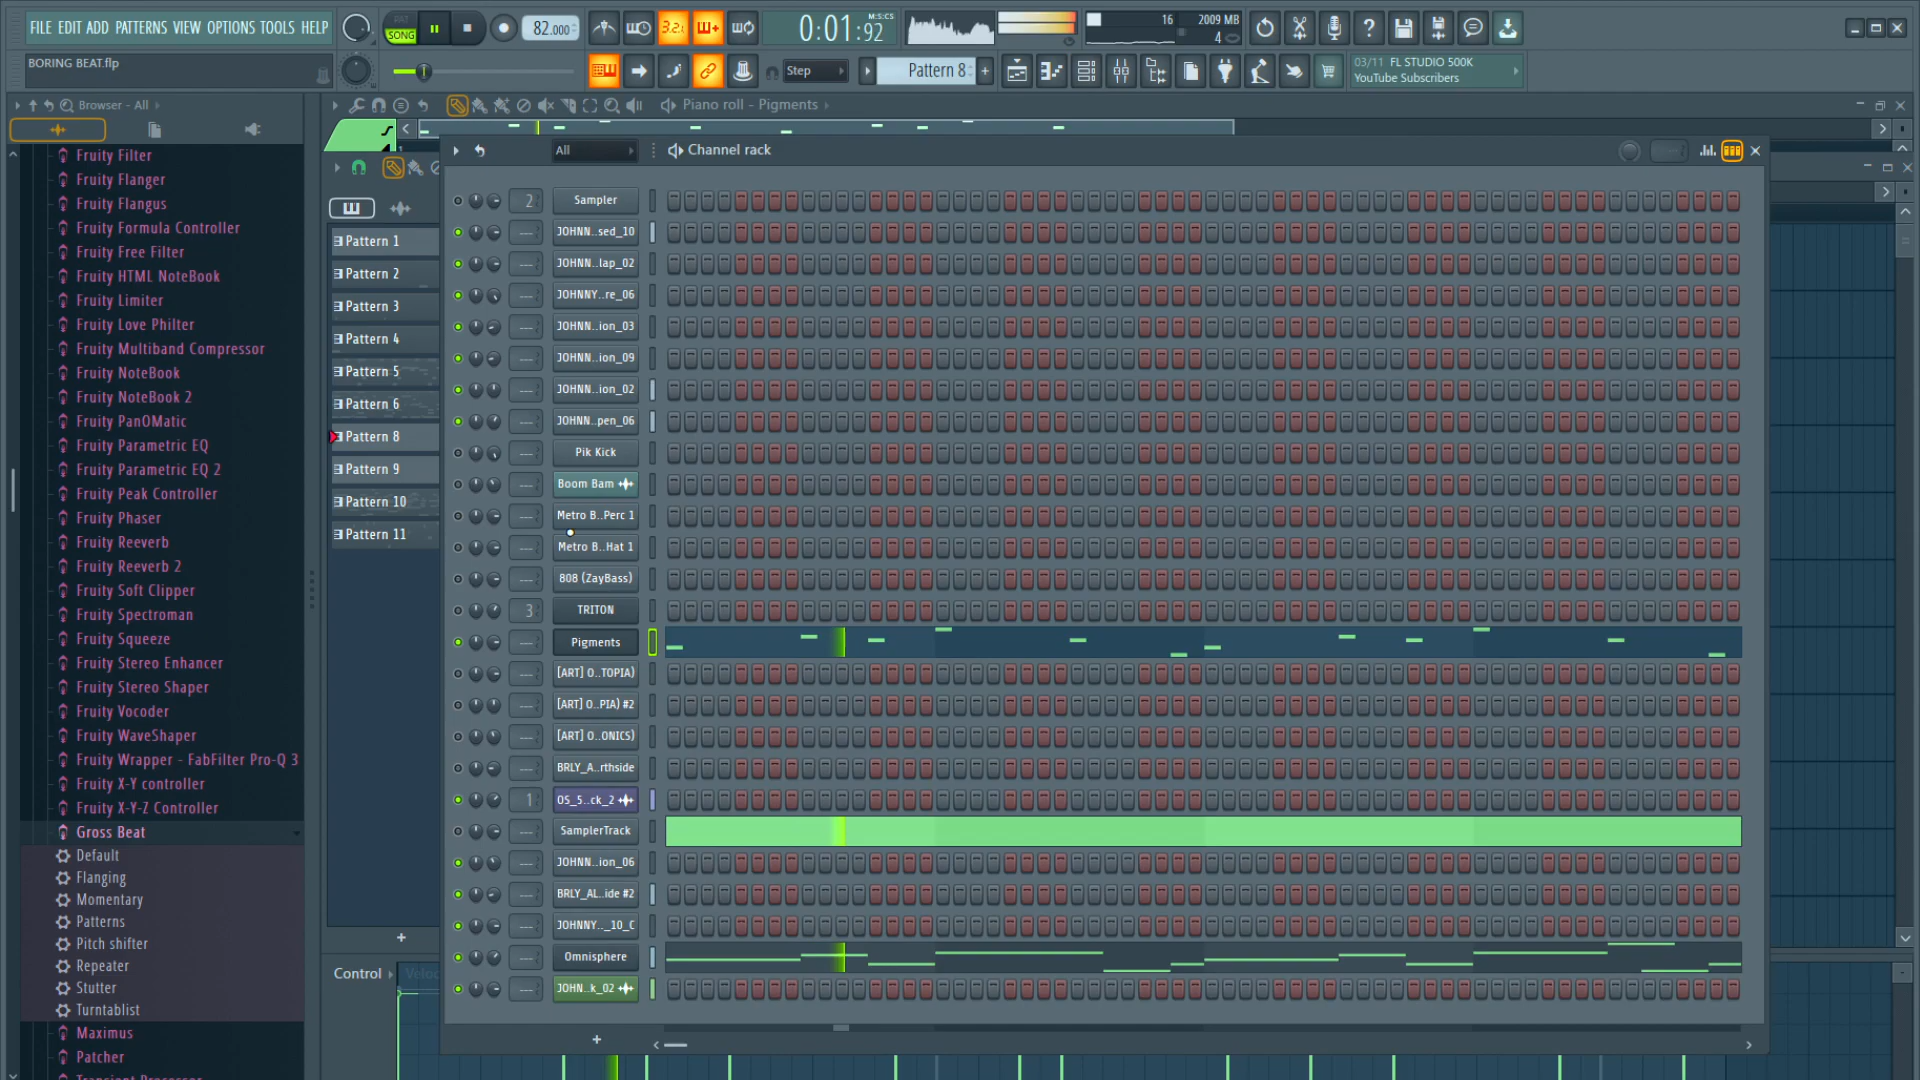 FILE EDIT ADD PATTERNS VIEW OPTIONS TOOLS HELP
PAT
SONG
82.000
3.2.
0:01:92
M:S:CS
16
2009 MB
4
BORING BEAT.flp
Step
Pattern 8
+
03/11 FL STUDIO 500K
YouTube Subscribers
Browser - All
Piano roll - Pigments
All
Channel rack
Fruity Filter
Fruity Flanger
Fruity Flangus
Fruity Formula Controller
Fruity Free Filter
Fruity HTML NoteBook
Fruity Limiter
Fruity Love Philter
Fruity Multiband Compressor
Fruity NoteBook
Fruity NoteBook 2
Fruity PanOMatic
Fruity Parametric EQ
Fruity Parametric EQ 2
Fruity Peak Controller
Fruity Phaser
Fruity Reeverb
Fruity Reeverb 2
Fruity Soft Clipper
Fruity Spectroman
Fruity Squeeze
Fruity Stereo Enhancer
Fruity Stereo Shaper
Fruity Vocoder
Fruity WaveShaper
Fruity Wrapper - FabFilter Pro-Q 3
Fruity X-Y controller
Fruity X-Y-Z Controller
Gross Beat
Default
Flanging
Momentary
Patterns
Pitch shifter
Repeater
Stutter
Turntablist
Maximus
Patcher
Pattern 1
Pattern 2
Pattern 3
Pattern 4
Pattern 5
Pattern 6
Pattern 8
Pattern 9
Pattern 10
Pattern 11
+
Control
Velocity
2 Sampler
JOHNN..sed_10
JOHNN..lap_02
JOHNNY..re_06
JOHNN..ion_03
JOHNN..ion_09
JOHNN..ion_02
JOHNN..pen_06
Pik Kick
Boom Bam
Metro B..Perc 1
Metro B..Hat 1
808 (ZayBass)
3 TRITON
Pigments
[ART] O..TOPIA)
[ART] O..PIA) #2
[ART] O..ONICS)
BRLY_A..rthside
1 OS_5..ck_2
SamplerTrack
JOHNN..ion_06
BRLY_AL..ide #2
JOHNNY.._10_C
Omnisphere
JOHN..k_02
+